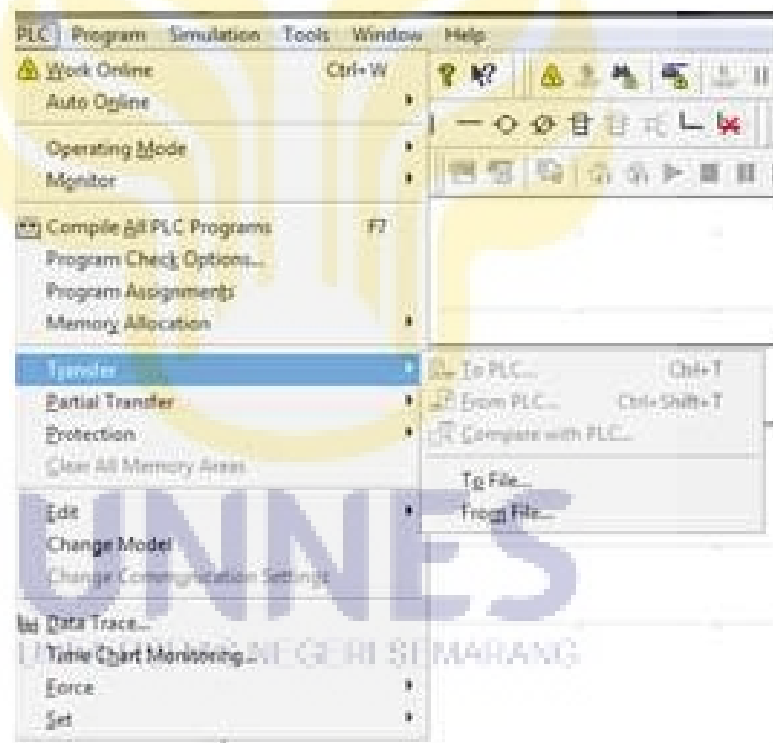 PLC Program Simulation Tools Window Help
Work Online Ctrl+W
Auto Online
Operating Mode
Monitor
Compile All PLC Programs F7
Program Check Options...
Program Assignments
Memory Allocation
Transfer
To PLC... Ctrl+T
From PLC... Ctrl+Shift+T
Compare with PLC...
To File...
From File...
Partial Transfer
Protection
Clear All Memory Areas
Edit
Change Model
Change Communication Settings
Data Trace...
Time Chart Monitoring...
Force
Set
UNNES
NEGERI SEMARANG